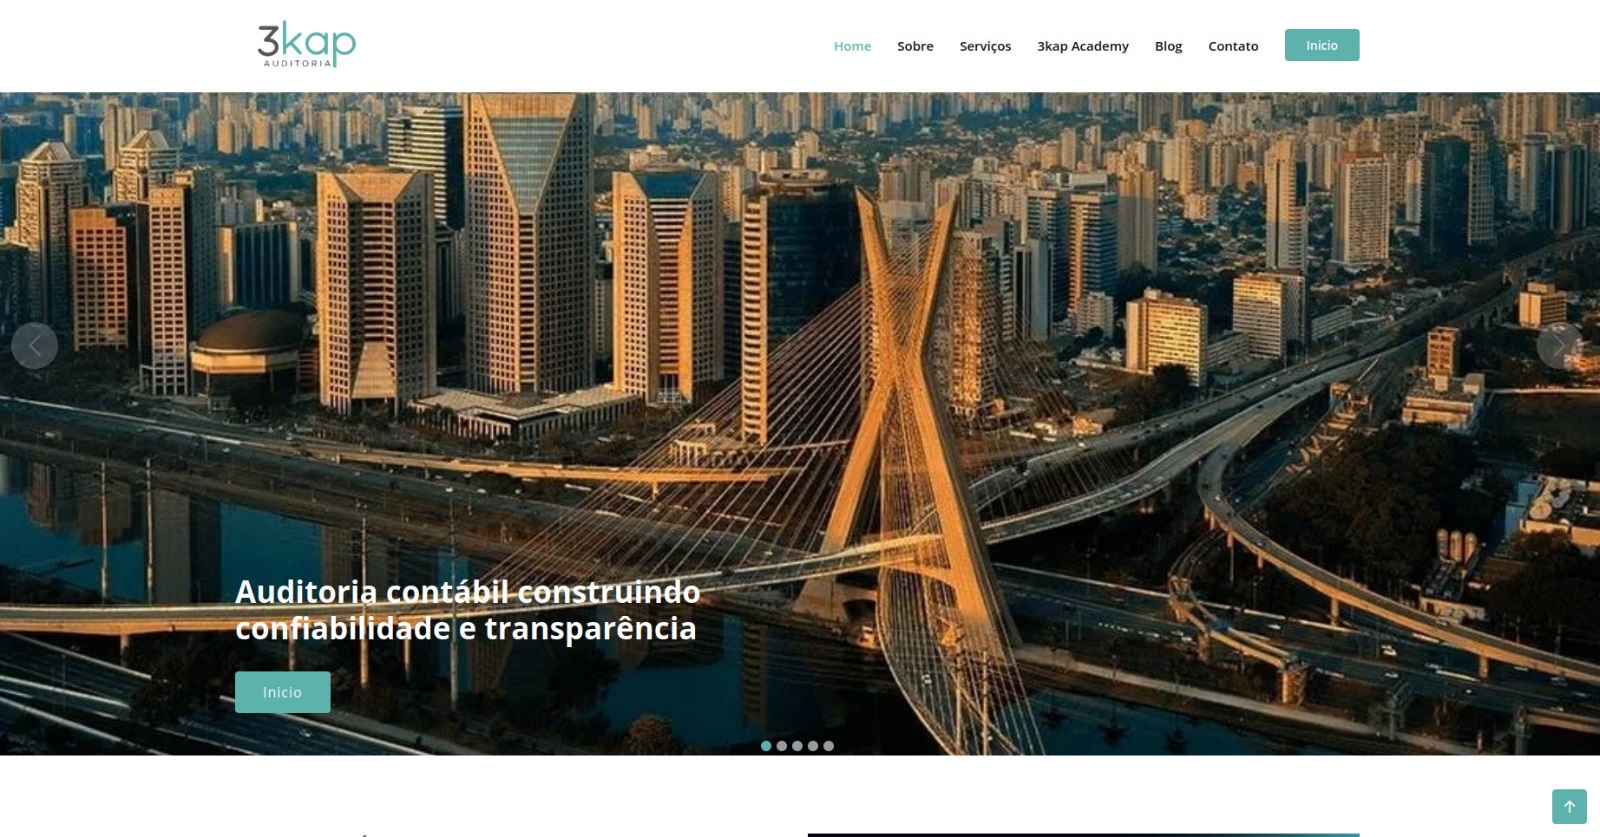 3kap
AUDITORIA
Home
Sobre
Serviços
3kap Academy
Blog
Contato
Inicio
Auditoria contábil construindo
confiabilidade e transparência
Inicio